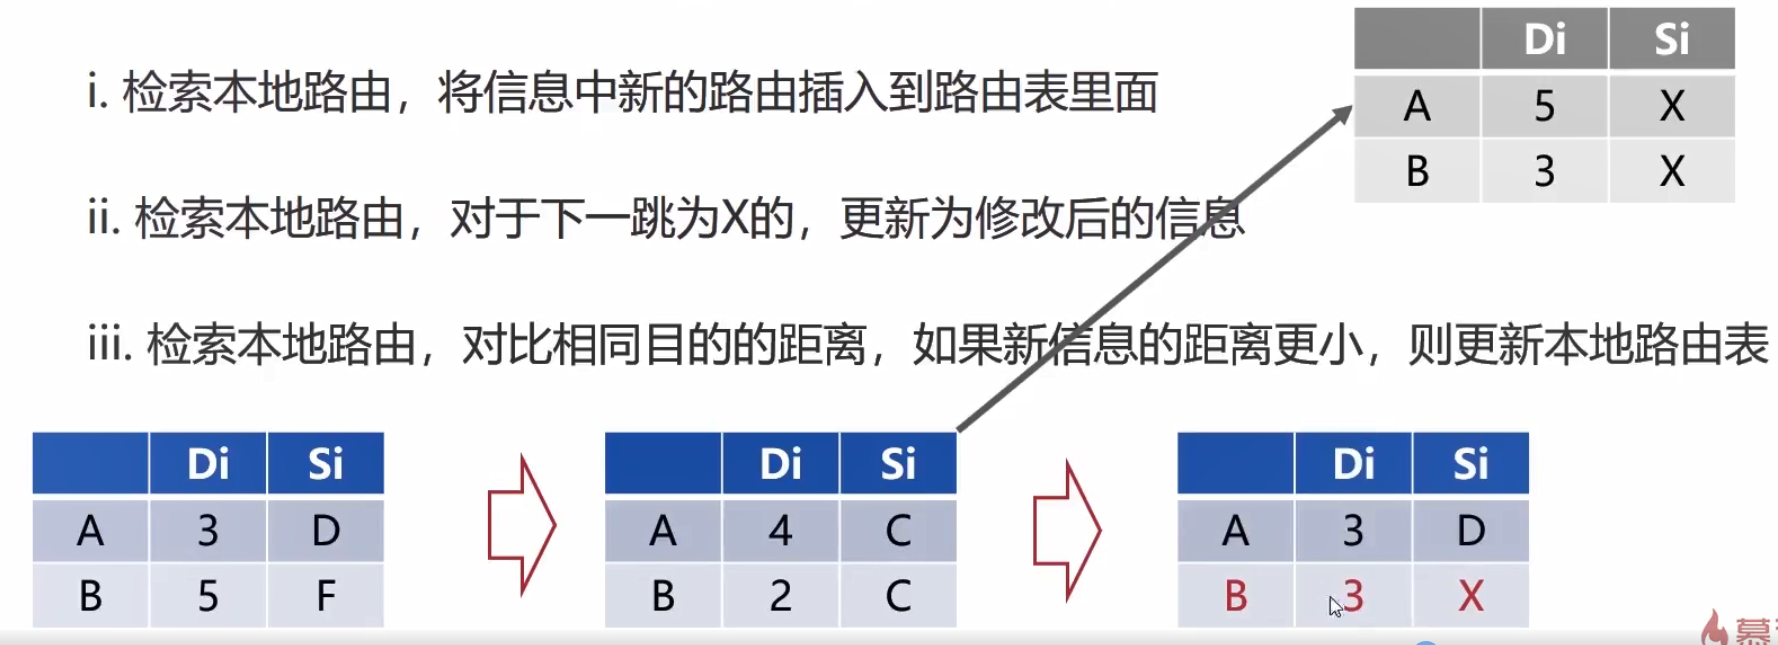 i. 检索本地路由，将信息中新的路由插入到路由表里面
Di Si
A 5 X
B 3 X
ii. 检索本地路由，对于下一跳为X的，更新为修改后的信息
iii. 检索本地路由，对比相同目的的距离，如果新信息的距离更小，则更新本地路由表
Di Si
A 3 D
B 5 F
Di Si
A 4 C
B 2 C
Di Si
A 3 D
B 3 X
慕